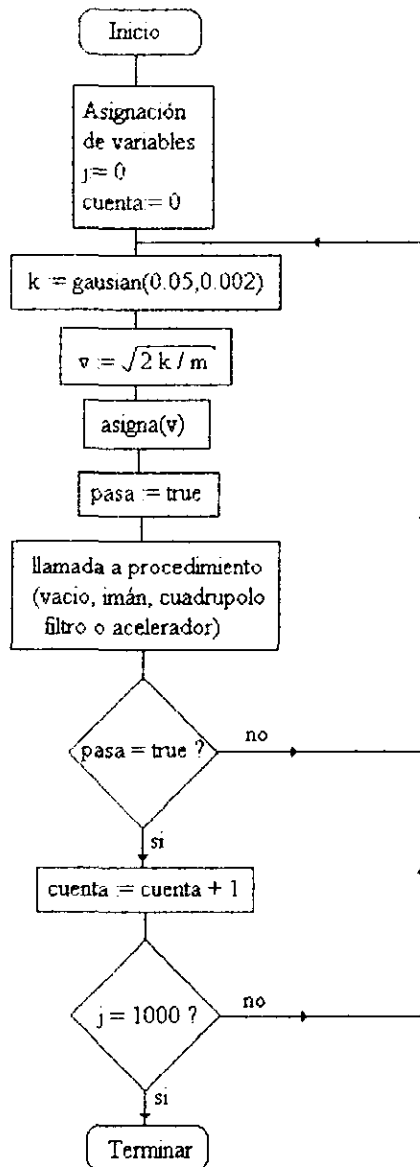 Inicio
Asignación
de variables
j = 0
cuenta := 0
k := gausian(0.05,0.002)
v := √2 k / m
asigna(v)
pasa := true
llamada a procedimiento
(vacio, imán, cuadrupolo
filtro o acelerador)
pasa = true ?
no
si
cuenta := cuenta + 1
j = 1000 ?
no
si
Terminar